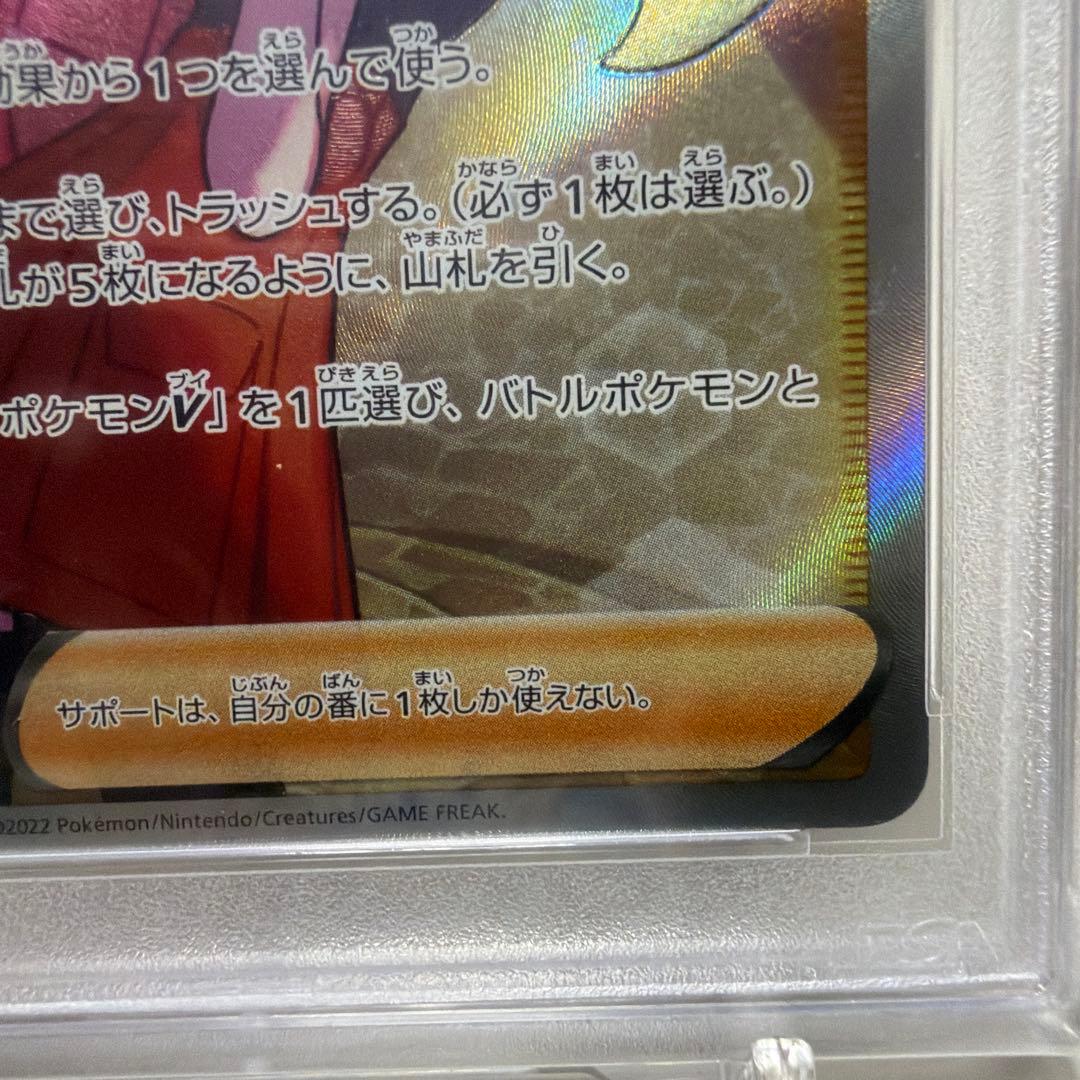 効果から1つを選んで使う。
まで選び、トラッシュする。(必ず1枚は選ぶ。)
札が5枚になるように、山札を引く。
ポケモンV」を1匹選び、バトルポケモンと
サポートは、自分の番に1枚しか使えない。
©2022 Pokémon/Nintendo/Creatures/GAME FREAK.